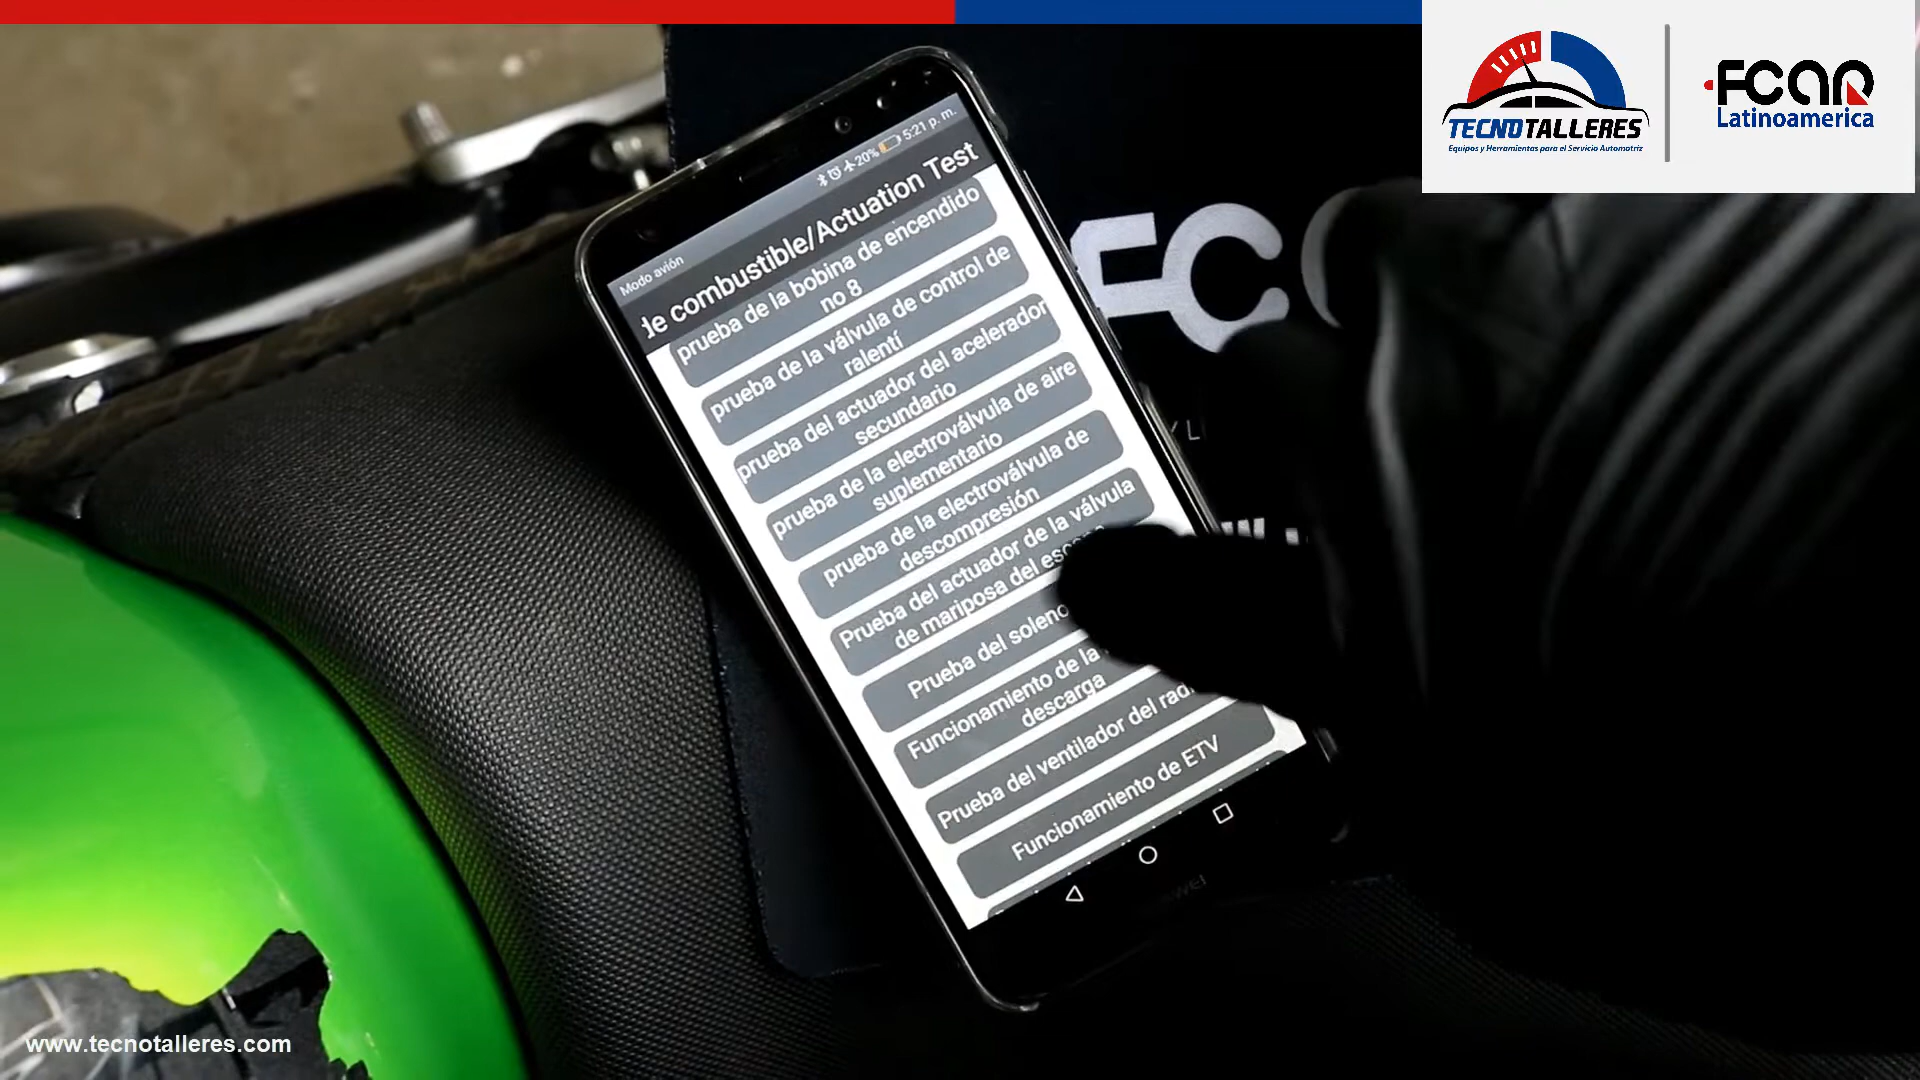 TECNOTALLERES
Equipos y Herramientas para el Servicio Automotriz
FCAR
Latinoamerica
Modo avión
20%
5:21 p. m.
combustible/Actuation Test
prueba de la bobina de encendido
no 8
prueba de la válvula de control de
ralentí
prueba del actuador del acelerador
secundario
prueba de la electroválvula de aire
suplementario
prueba de la electroválvula de
descompresión
Prueba del actuador de la válvula
de mariposa del
Prueba del
Funcionamiento de la
descarga
Prueba del ventilador del
Funcionamiento de ETV
FC
www.tecnotalleres.com